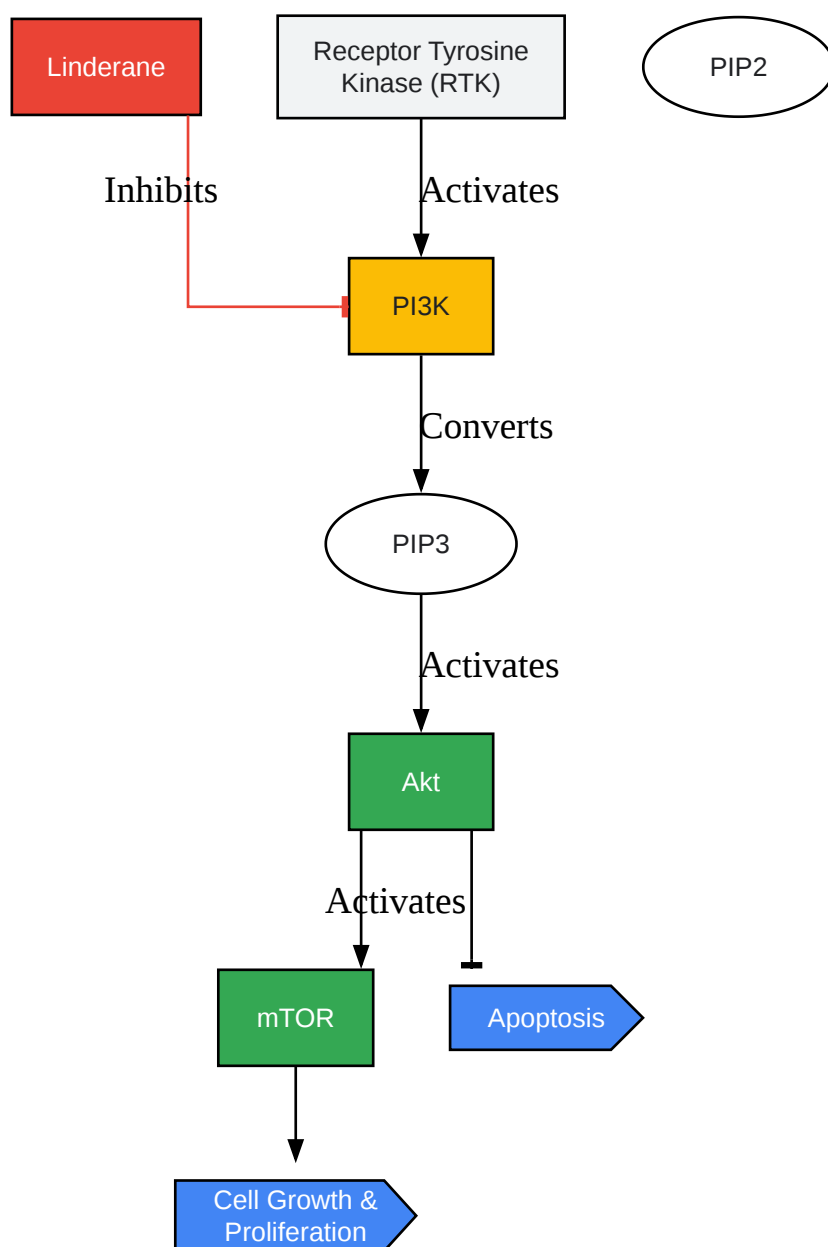 Linderane
Receptor Tyrosine
Kinase (RTK)
PIP2
Inhibits
Activates
PI3K
Converts
PIP3
Activates
Akt
Activates
mTOR
Apoptosis
Cell Growth &
Proliferation